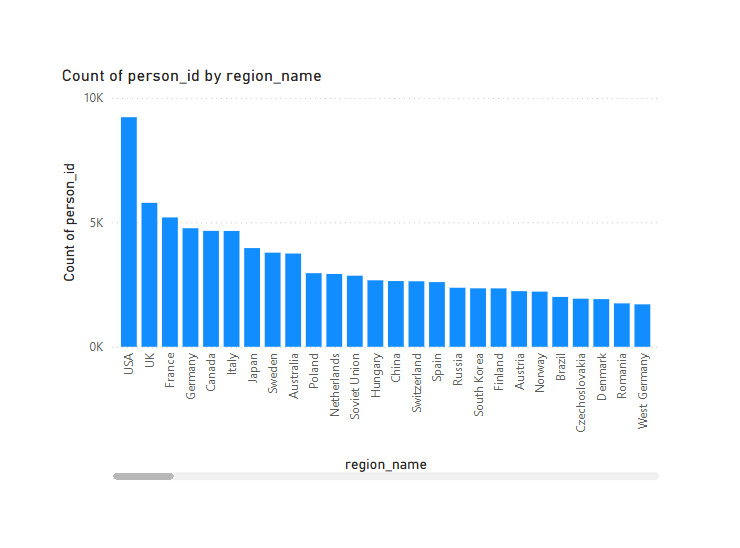 Count of person_id by region_name
10K
5K
0K
Count of person_id
USA
UK
France
Germany
Canada
Italy
Japan
Sweden
Australia
Poland
Netherlands
Soviet Union
Hungary
China
Switzerland
Spain
Russia
South Korea
Finland
Austria
Norway
Brazil
Czechoslovakia
Denmark
Romania
West Germany
region_name